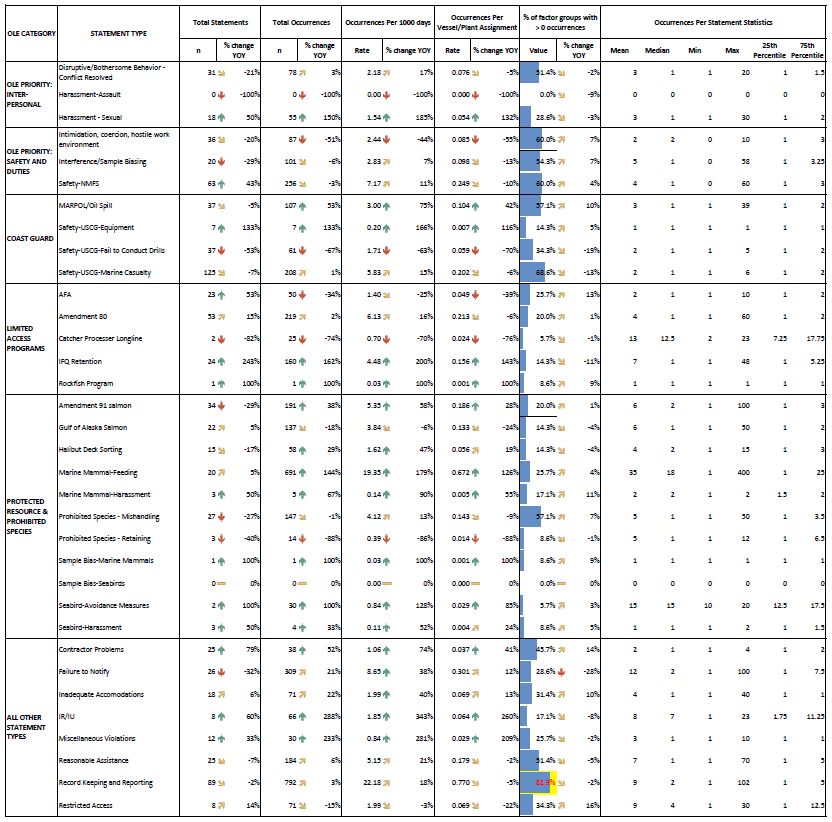 OLE CATEGORY STATEMENT TYPE Total Statements Total Occurrences Occurrences Per 1000 days Occurrences Per Vessel/Plant Assignment % of factor groups with > 0 occurrences Occurrences Per Statement Statistics
n % change YOY n % change YOY Rate % change YOY Rate % change YOY Value % change YOY Mean Median Min Max 25th Percentile 75th Percentile
OLE PRIORITY: INTER-PERSONAL
Disruptive/Bothersome Behavior - Conflict Resolved 31 -21% 78 3% 2.18 17% 0.076 -5% 51.4% -2% 3 1 1 20 1 1.5
Harassment-Assault 0 -100% 0 -100% 0.00 -100% 0.000 -100% 0.0% -9% 0 0 0 0 0 0
Harassment - Sexual 18 50% 55 150% 1.54 185% 0.054 132% 28.6% -3% 3 1 1 30 1 2
OLE PRIORITY: SAFETY AND DUTIES
Intimidation, coercion, hostile work environment 36 -20% 87 -51% 2.44 -44% 0.085 -55% 60.0% 7% 2 2 0 10 1 3
Interference/Sample Biasing 20 -29% 101 -6% 2.83 7% 0.098 -13% 54.3% 7% 5 1 0 58 1 3.25
Safety-NMFS 63 43% 256 -3% 7.17 11% 0.249 -10% 60.0% 4% 4 1 0 60 1 3
COAST GUARD
MARPOL/Oil Spill 37 -5% 107 53% 3.00 75% 0.104 42% 57.1% 10% 3 1 1 39 1 2
Safety-USCG-Equipment 7 133% 7 133% 0.20 166% 0.007 116% 14.3% 5% 1 1 1 1 1 1
Safety-USCG-Fail to Conduct Drills 37 -53% 61 -67% 1.71 -63% 0.059 -70% 34.3% -19% 2 1 1 5 1 2
Safety-USCG-Marine Casualty 125 -7% 208 1% 5.83 15% 0.202 -6% 68.6% -13% 2 1 1 6 1 2
LIMITED ACCESS PROGRAMS
AFA 23 53% 50 -34% 1.40 -25% 0.049 -39% 25.7% 13% 2 1 1 10 1 2
Amendment 80 53 15% 219 2% 6.13 16% 0.213 -6% 20.0% 1% 4 1 1 60 1 2
Catcher Processer Longline 2 -82% 25 -74% 0.70 -70% 0.024 -76% 5.7% -1% 13 12.5 2 23 7.25 17.75
IFQ Retention 24 243% 160 162% 4.48 200% 0.156 143% 14.3% -11% 7 1 1 48 1 5.25
Rockfish Program 1 100% 1 100% 0.03 100% 0.001 100% 8.6% 9% 1 1 1 1 1 1
PROTECTED RESOURCE & PROHIBITED SPECIES
Amendment 91 salmon 34 -29% 191 38% 5.35 58% 0.186 28% 20.0% 1% 6 2 1 100 1 3
Gulf of Alaska Salmon 22 5% 137 -18% 3.84 -6% 0.133 -24% 14.3% -4% 6 1 1 50 1 2
Halibut Deck Sorting 15 -17% 58 29% 1.62 47% 0.056 19% 14.3% -4% 4 2 1 15 1 3
Marine Mammal-Feeding 20 5% 691 144% 19.35 179% 0.672 126% 25.7% 4% 35 18 1 400 1 25
Marine Mammal-Harassment 3 50% 5 67% 0.14 90% 0.005 55% 17.1% 11% 2 2 1 2 1.5 2
Prohibited Species - Mishandling 27 -27% 147 -1% 4.12 13% 0.143 -9% 57.1% 7% 5 1 1 50 1 3.5
Prohibited Species - Retaining 3 -40% 14 -88% 0.39 -86% 0.014 -88% 8.6% -1% 5 1 1 12 1 6.5
Sample Bias-Marine Mammals 1 100% 1 100% 0.03 100% 0.001 100% 8.6% 9% 1 1 1 1 1 1
Sample Bias-Seabirds 0 0% 0 0% 0.00 0% 0.000 0% 0.0% 0% 0 0 0 0 0 0
Seabird-Avoidance Measures 2 100% 30 100% 0.84 128% 0.029 85% 5.7% 3% 15 15 10 20 12.5 17.5
Seabird-Harassment 3 50% 4 33% 0.11 52% 0.004 24% 8.6% 5% 1 1 1 2 1 1.5
ALL OTHER STATEMENT TYPES
Contractor Problems 25 79% 38 52% 1.06 74% 0.037 41% 45.7% 14% 2 1 1 4 1 2
Failure to Notify 26 -32% 309 21% 8.65 38% 0.301 12% 28.6% -28% 12 2 1 100 1 7.5
Inadequate Accomodations 18 6% 71 22% 1.99 40% 0.069 13% 31.4% 10% 4 1 1 40 1 1
IR/IU 8 60% 66 288% 1.85 343% 0.064 260% 17.1% -8% 8 7 1 23 1.75 11.25
Miscellaneous Violations 12 33% 30 233% 0.84 281% 0.029 209% 25.7% -2% 3 1 1 10 1 1
Reasonable Assistance 25 -7% 184 6% 5.15 21% 0.179 -2% 51.4% -5% 7 1 1 70 1 5
Record Keeping and Reporting 89 -2% 792 3% 22.18 18% 0.770 -5% 82.9% -2% 9 2 1 102 1 5
Restricted Access 8 14% 71 -15% 1.99 -3% 0.069 -22% 34.3% 16% 9 4 1 30 1 12.5